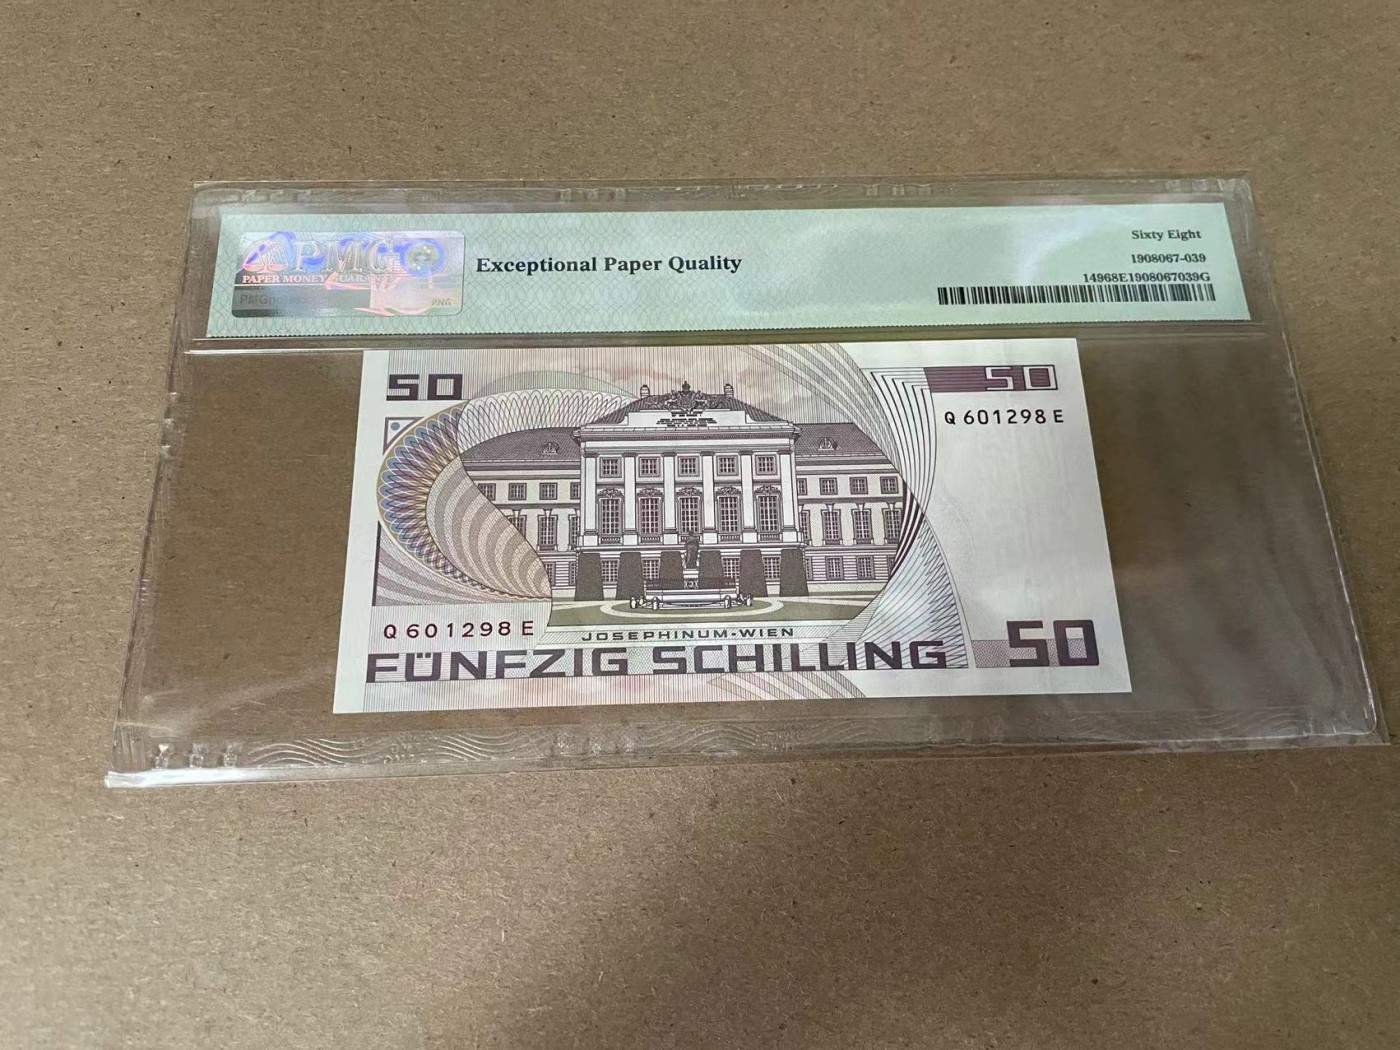 PMG
PAPER MONEY GUARANTY
Exceptional Paper Quality
Sixty Eight
1908067-039
14968E1908067039G
50
50
Q 601298 E
Q 601298 E
JOSEPHINUM-WIEN
FÜNFZIG SCHILLING
50